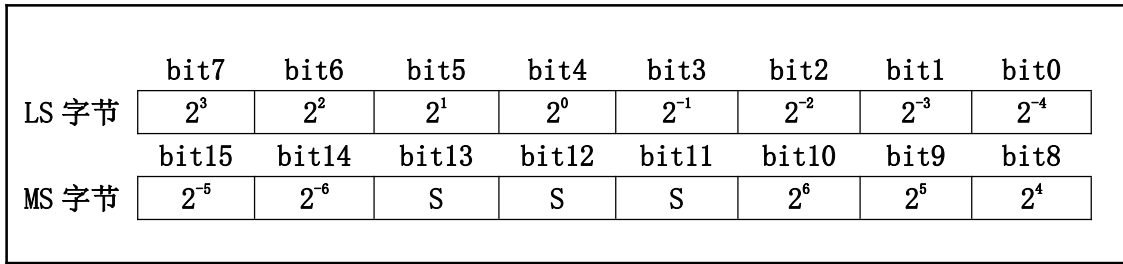 bit7 bit6 bit5 bit4 bit3 bit2 bit1 bit0
LS 字节 2³ 2² 2¹ 2⁰ 2⁻¹ 2⁻² 2⁻³ 2⁻⁴
bit15 bit14 bit13 bit12 bit11 bit10 bit9 bit8
MS 字节 2⁻⁵ 2⁻⁶ S S S 2⁶ 2⁵ 2⁴